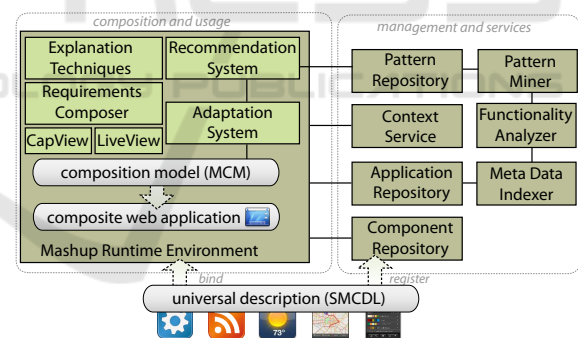 composition and usage
management and services
Explanation
Techniques
Recommendation
System
Requirements
Composer
Adaptation
System
CapView
LiveView
composition model (MCM)
composite web application
Mashup Runtime Environment
Pattern
Repository
Pattern
Miner
Context
Service
Functionality
Analyzer
Application
Repository
Meta Data
Indexer
Component
Repository
bind
register
universal description (SMCDL)
73°
OLOGY PUBLICATIONS